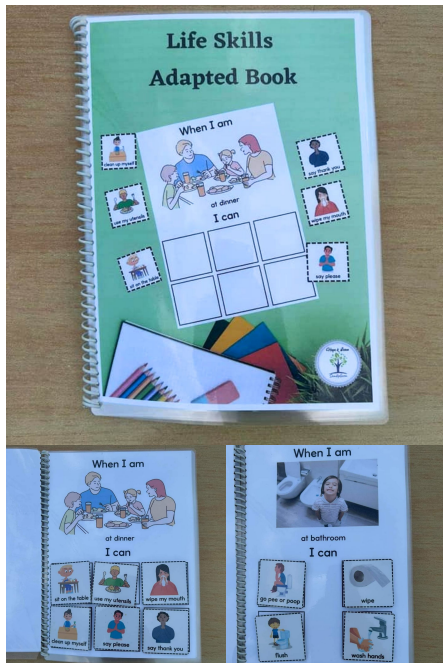 Life Skills
Adapted Book
When I am
at dinner
I can
clean up myself
use my utensils
sit on the table
say thank you
wipe my mouth
say please
When I am
at dinner
I can
sit on the table
use my utensils
wipe my mouth
clean up myself
say please
say thank you
When I am
at bathroom
I can
go pee or poop
wipe
flush
wash hands